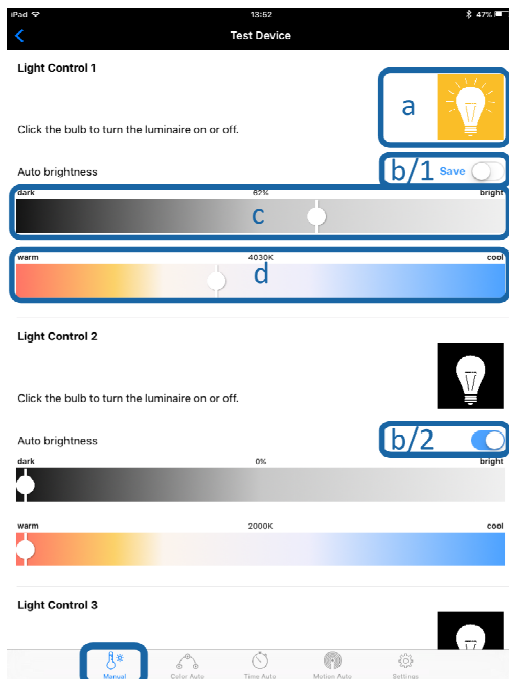 iPad 13:52 47%
Test Device
Light Control 1
a
Click the bulb to turn the luminaire on or off.
Auto brightness b/1 Save
dark 62% bright
c
warm 4030K cool
d
Light Control 2
Click the bulb to turn the luminaire on or off.
Auto brightness b/2
dark 0% bright
warm 2000K cool
Light Control 3
Manual Color Auto Time Auto Motion Auto Settings